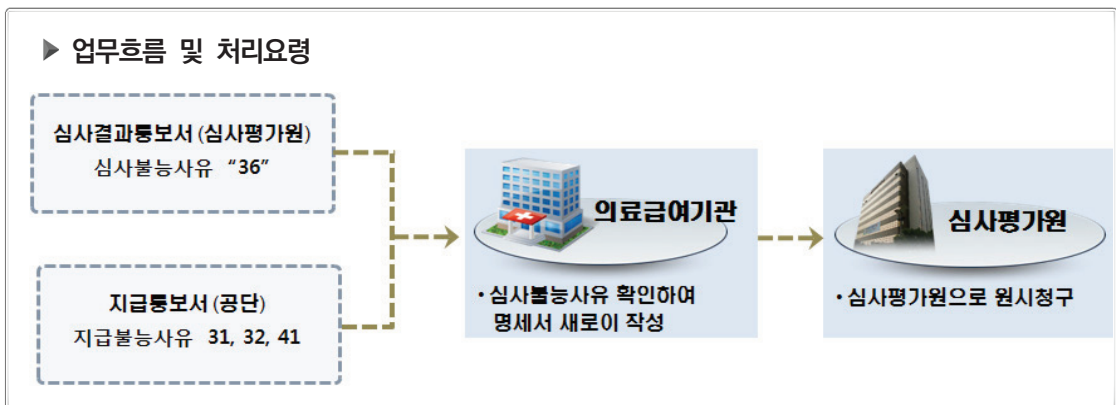 ▶ 업무흐름 및 처리요령
심사결과통보서 (심사평가원)
심사불능사유 “36”
지급통보서 (공단)
지급불능사유 31, 32, 41
의료급여기관
• 심사불능사유 확인하여
명세서 새로이 작성
심사평가원
• 심사평가원으로 원시청구